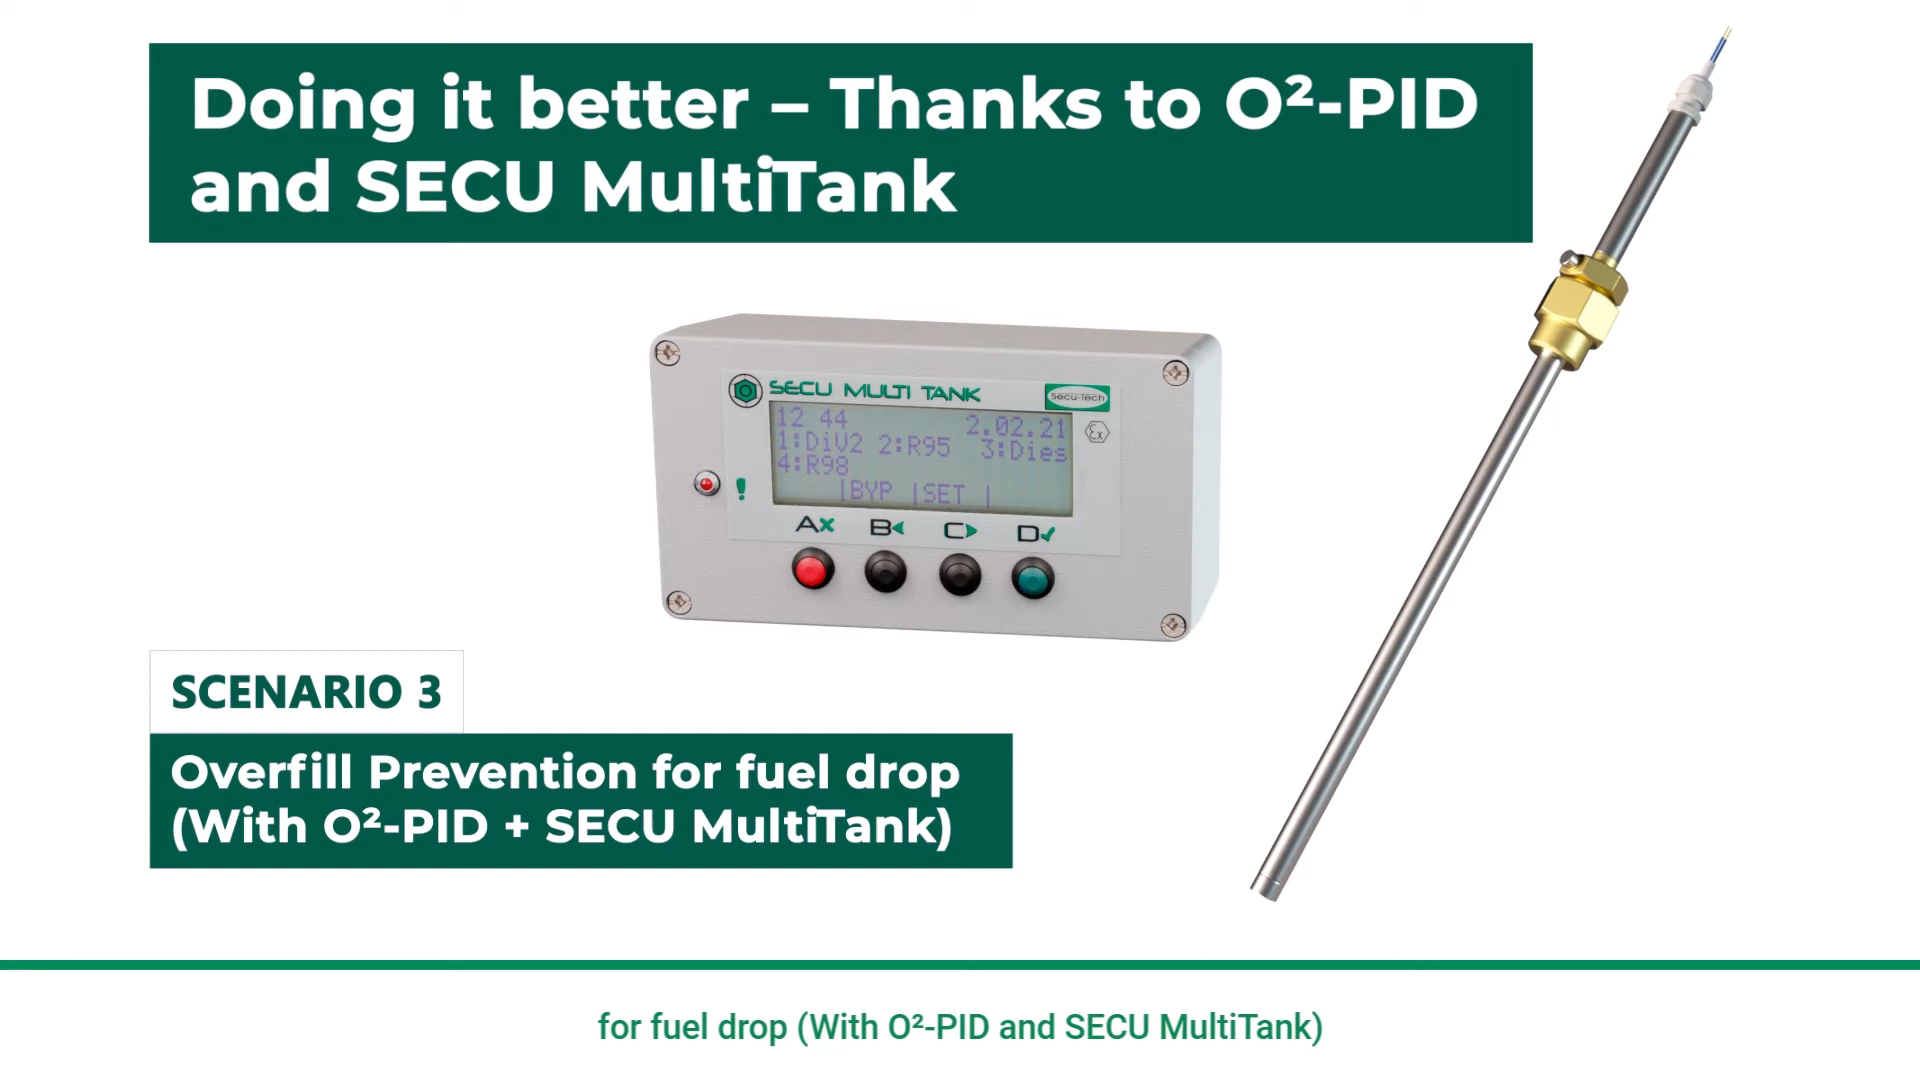 Doing it better – Thanks to O²-PID
and SECU MultiTank
SECU MULTI TANK
Secu-Tech
12 44 2.02.21
Ex
1:DiV2 2:R95 3:Dies
4:R98
|BYP |SET |
!
A B C D
SCENARIO 3
Overfill Prevention for fuel drop
(With O²-PID + SECU MultiTank)
for fuel drop (With O²-PID and SECU MultiTank)